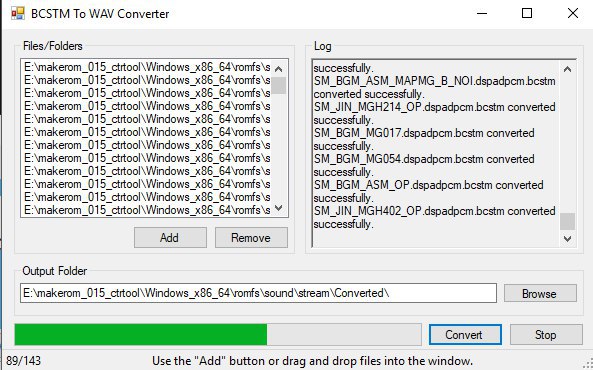 BCSTM To WAV Converter
Files/Folders
E:\makerom_015_ctrtool\Windows_x86_64\romfs\s
E:\makerom_015_ctrtool\Windows_x86_64\romfs\s
E:\makerom_015_ctrtool\Windows_x86_64\romfs\s
E:\makerom_015_ctrtool\Windows_x86_64\romfs\s
E:\makerom_015_ctrtool\Windows_x86_64\romfs\s
E:\makerom_015_ctrtool\Windows_x86_64\romfs\s
E:\makerom_015_ctrtool\Windows_x86_64\romfs\s
E:\makerom_015_ctrtool\Windows_x86_64\romfs\s
E:\makerom_015_ctrtool\Windows_x86_64\romfs\s
E:\makerom_015_ctrtool\Windows_x86_64\romfs\s
E:\makerom_015_ctrtool\Windows_x86_64\romfs\s
E:\makerom_015_ctrtool\Windows_x86_64\romfs\s
Add
Remove
Log
successfully.
SM_BGM_ASM_MAPMG_B_NOI.dspadpcm.bcstm
converted successfully.
SM_JIN_MGH214_OP.dspadpcm.bcstm converted
successfully.
SM_BGM_MG017.dspadpcm.bcstm converted
successfully.
SM_BGM_MG054.dspadpcm.bcstm converted
successfully.
SM_BGM_ASM_OP.dspadpcm.bcstm converted
successfully.
SM_JIN_MGH402_OP.dspadpcm.bcstm converted
successfully.
Output Folder
E:\makerom_015_ctrtool\Windows_x86_64\romfs\sound\stream\Converted\
Browse
Convert
Stop
89/143
Use the "Add" button or drag and drop files into the window.